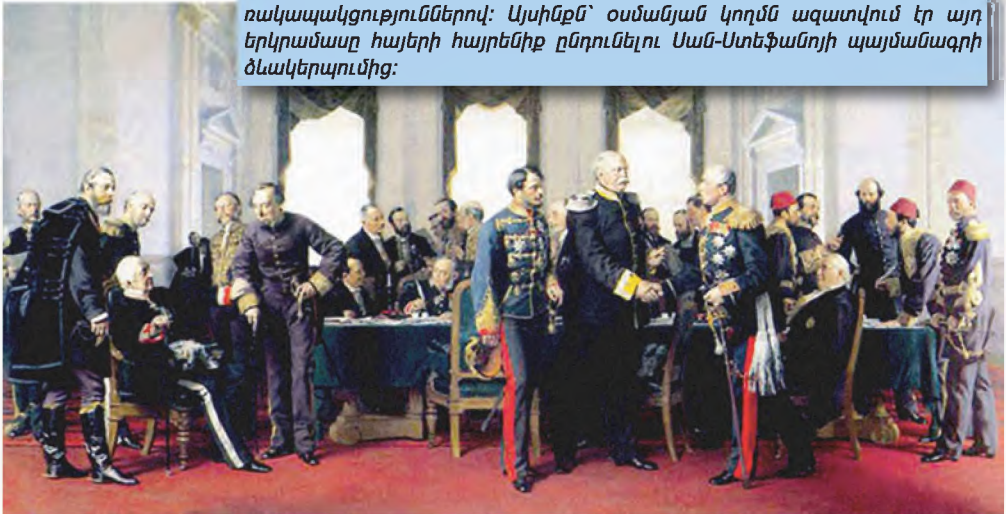 ռակապակցություններով: Այսինքն՝ օսմանյան կողմն ազատվում էր այդ
երկրամասը հայերի հայրենիք ընդունելու Սան-Ստեֆանոյի պայմանագրի
ձևակերպումից: